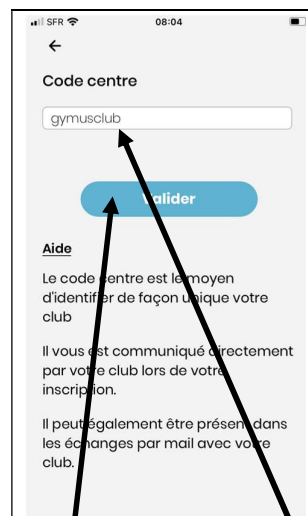 SFR 08:04
Code centre
gymusclub
Valider
Aide
Le code centre est le moyen
d'identifier de façon unique votre
club
Il vous est communiqué directement
par votre club lors de votre
inscription.
Il peut également être présent dans
les échanges par mail avec votre
club.